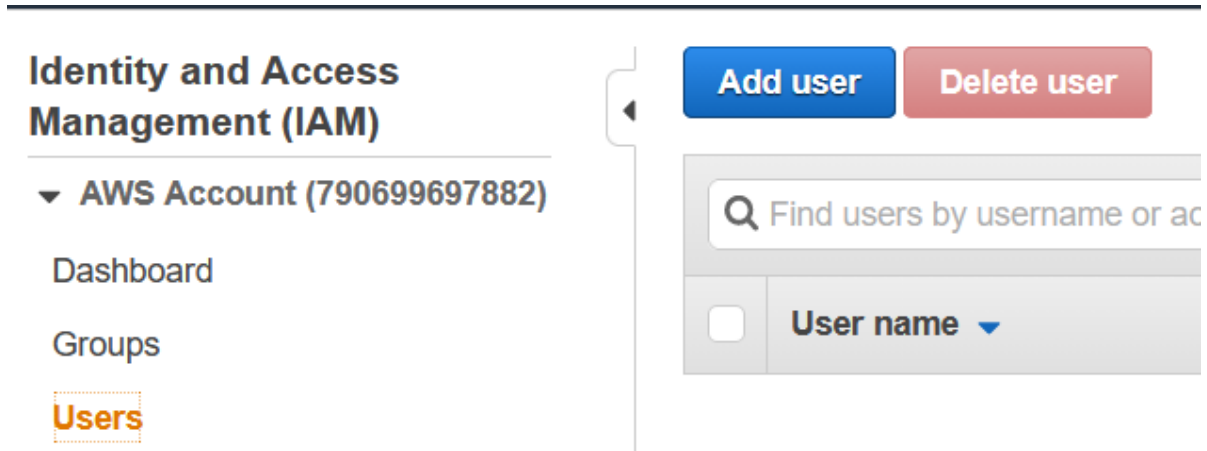 Identity and Access
Management (IAM)
AWS Account (790699697882)
Dashboard
Groups
Users
Add user
Delete user
Find users by username or ac
User name